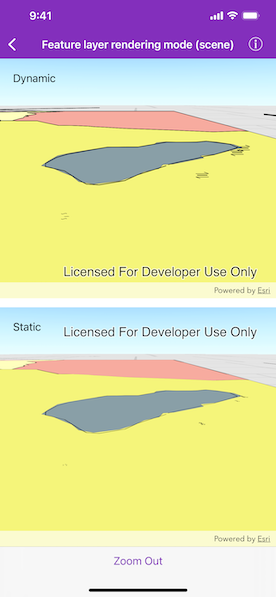 9:41
Feature layer rendering mode (scene)
Dynamic
Licensed For Developer Use Only
Powered by Esri
Static
Licensed For Developer Use Only
Powered by Esri
Zoom Out